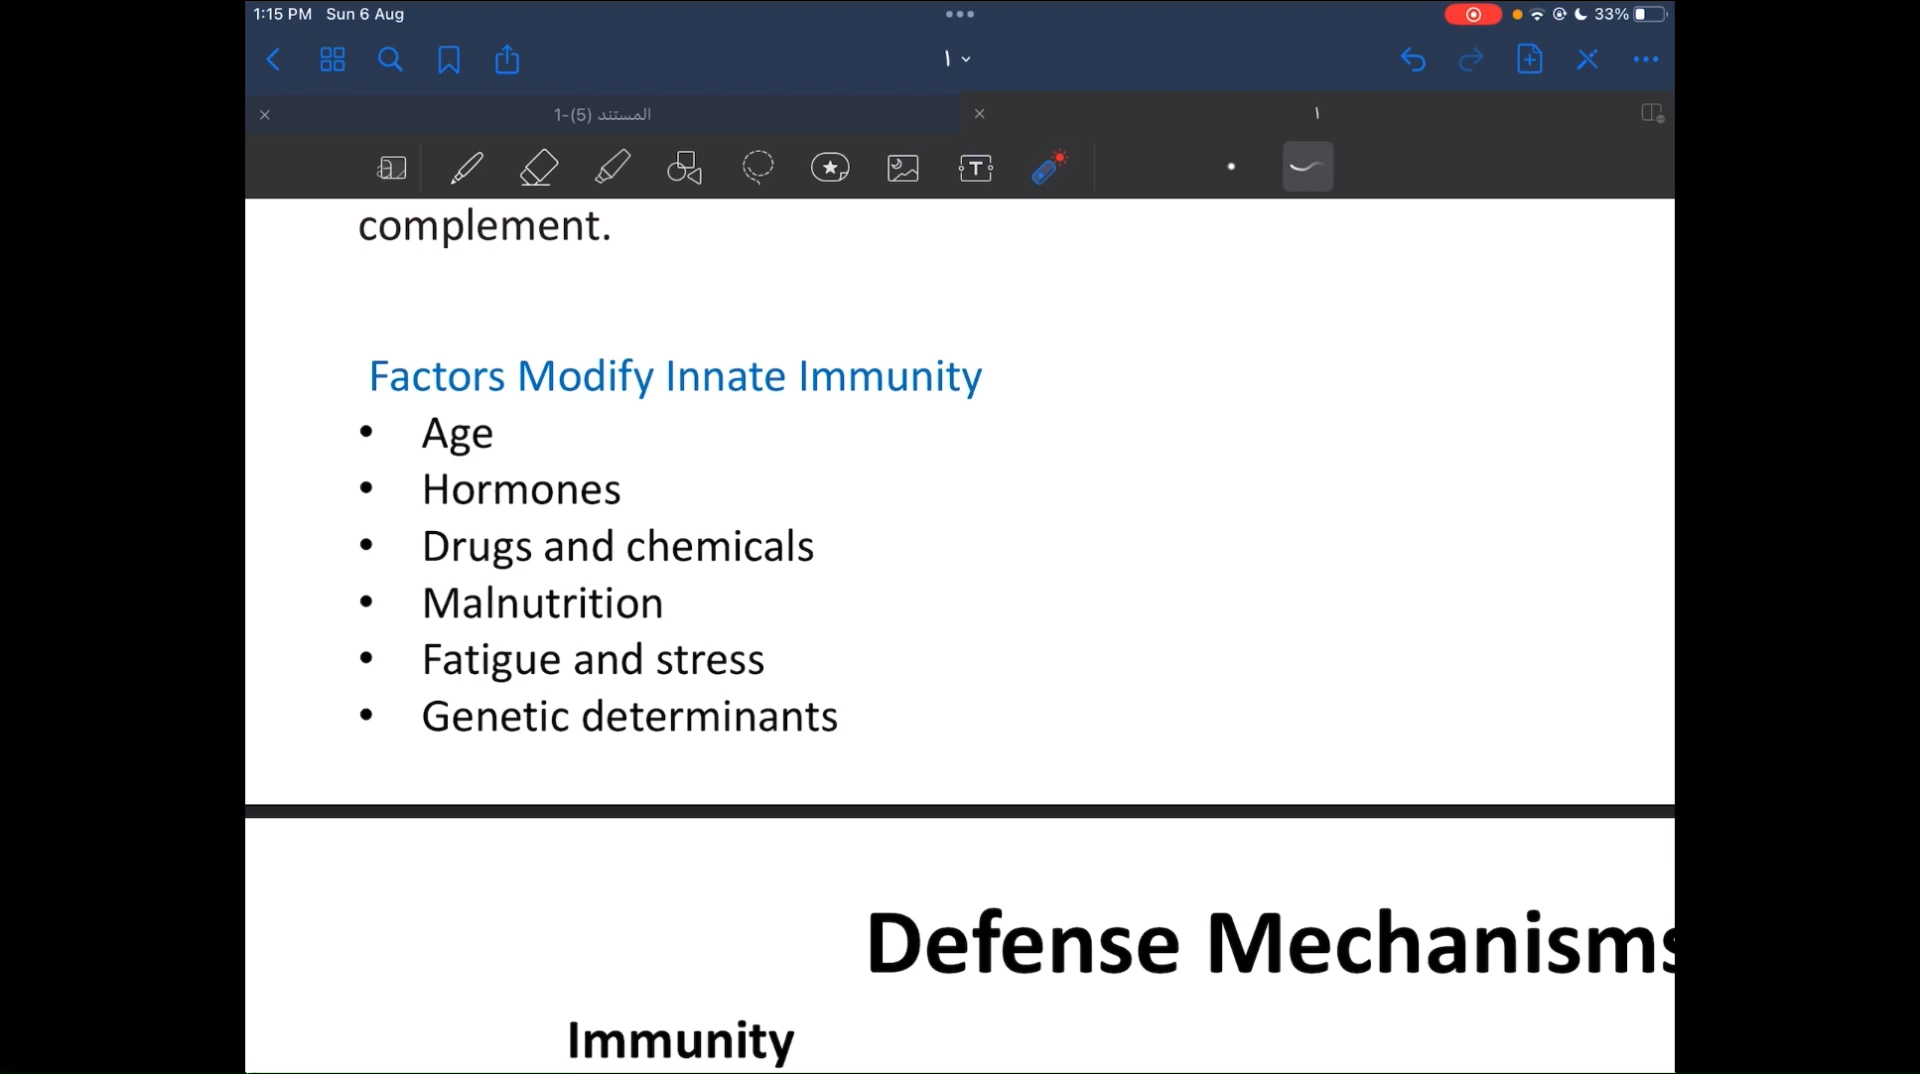 1:15 PM Sun 6 Aug
33%
١
المستند (5)-1
١
complement.
Factors Modify Innate Immunity
• Age
• Hormones
• Drugs and chemicals
• Malnutrition
• Fatigue and stress
• Genetic determinants
Defense Mechanisms
Immunity